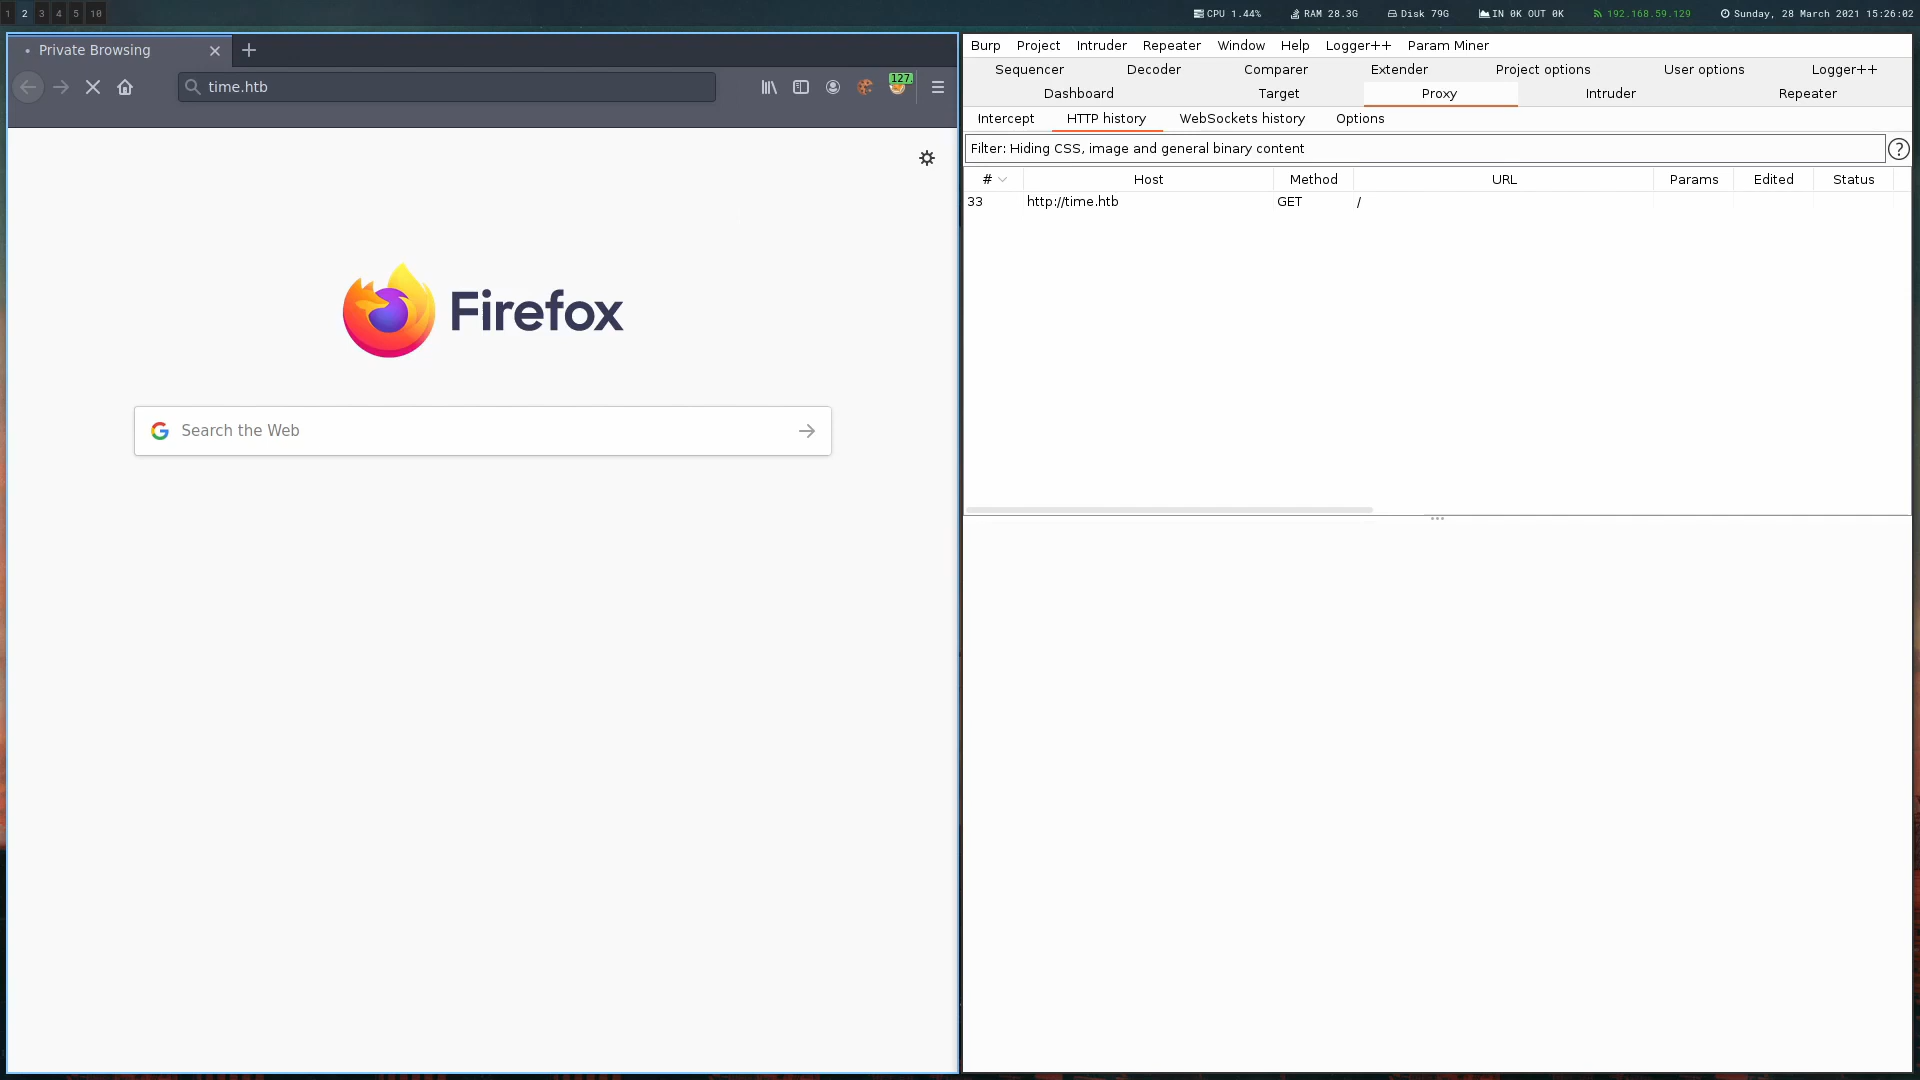 1 2 3 4 5 10
CPU 1.44% RAM 28.3G Disk 79G IN 0K OUT 0K 192.168.59.129 Sunday, 28 March 2021 15:26:02
Private Browsing
time.htb
127.
Firefox
Search the Web
Burp Project Intruder Repeater Window Help Logger++ Param Miner
Sequencer Decoder Comparer Extender Project options User options Logger++
Dashboard Target Proxy Intruder Repeater
Intercept HTTP history WebSockets history Options
Filter: Hiding CSS, image and general binary content
?
# Host Method URL Params Edited Status
33 http://time.htb GET /